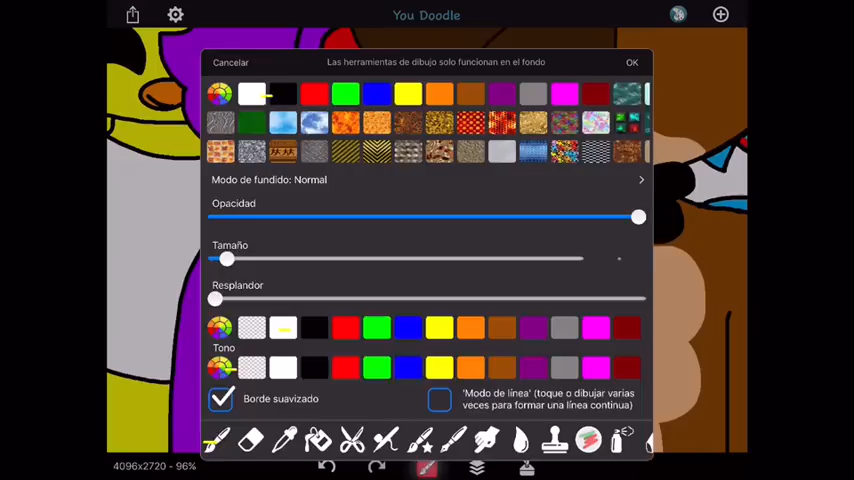 You Doodle
Cancelar
Las herramientas de dibujo solo funcionan en el fondo
OK
Modo de fundido: Normal
Opacidad
Tamaño
Resplandor
Tono
Borde suavizado
'Modo de línea' (toque o dibujar varias
veces para formar una línea continua)
4096x2720 - 96%